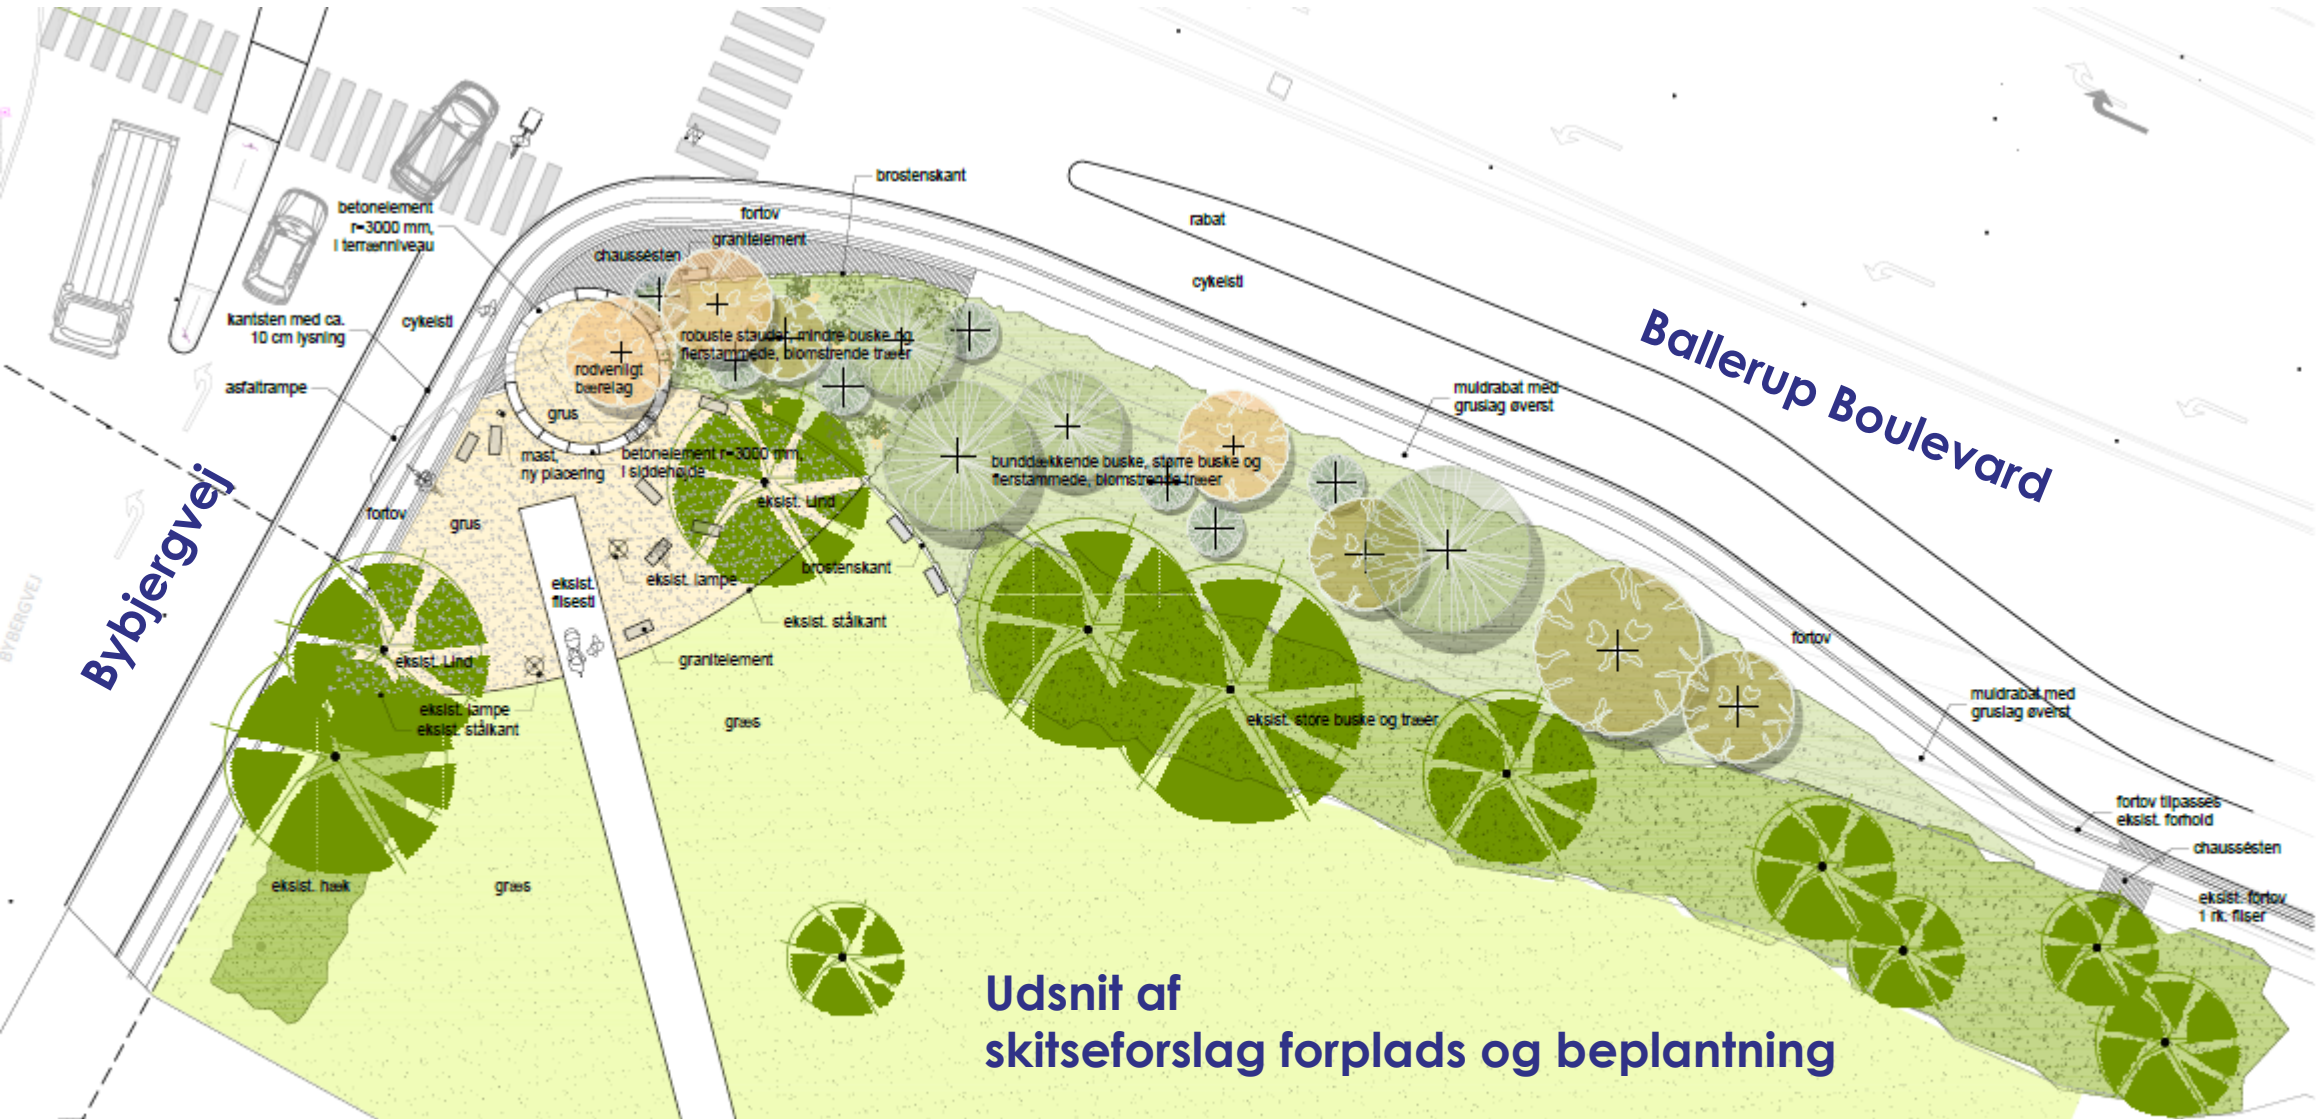 brostenskant
betonelement
r=3000 mm,
i terrænniveau
fortov
granitelement
chaussésten
rabat
cykelsti
kantsten med ca.
10 cm lysning
cykelsti
robuste stauder, mindre buske og
flerstammede, blomstrende træer
Ballerup Boulevard
asfaltrampe
rodvenligt
bærelag
grus
muldrabat med
gruslag øverst
mast,
ny placering
betonelement r=3000 mm,
i siddehøjde
bunddækkende buske, større buske og
flerstammede, blomstrende træer
eksist. Lind
fortov
grus
Bybjergvej
BYBERGVEJ
brostenskant
eksist. lampe
eksist.
flisesti
eksist. stålkant
eksist. Lind
granitelement
fortov
eksist. lampe
eksist. stålkant
græs
eksist. store buske og træer
muldrabat med
gruslag øverst
fortov tilpasses
eksist. forhold
chaussésten
eksist. hæk
græs
eksist. fortov
1 rk. fliser
Udsnit af
skitseforslag forplads og beplantning